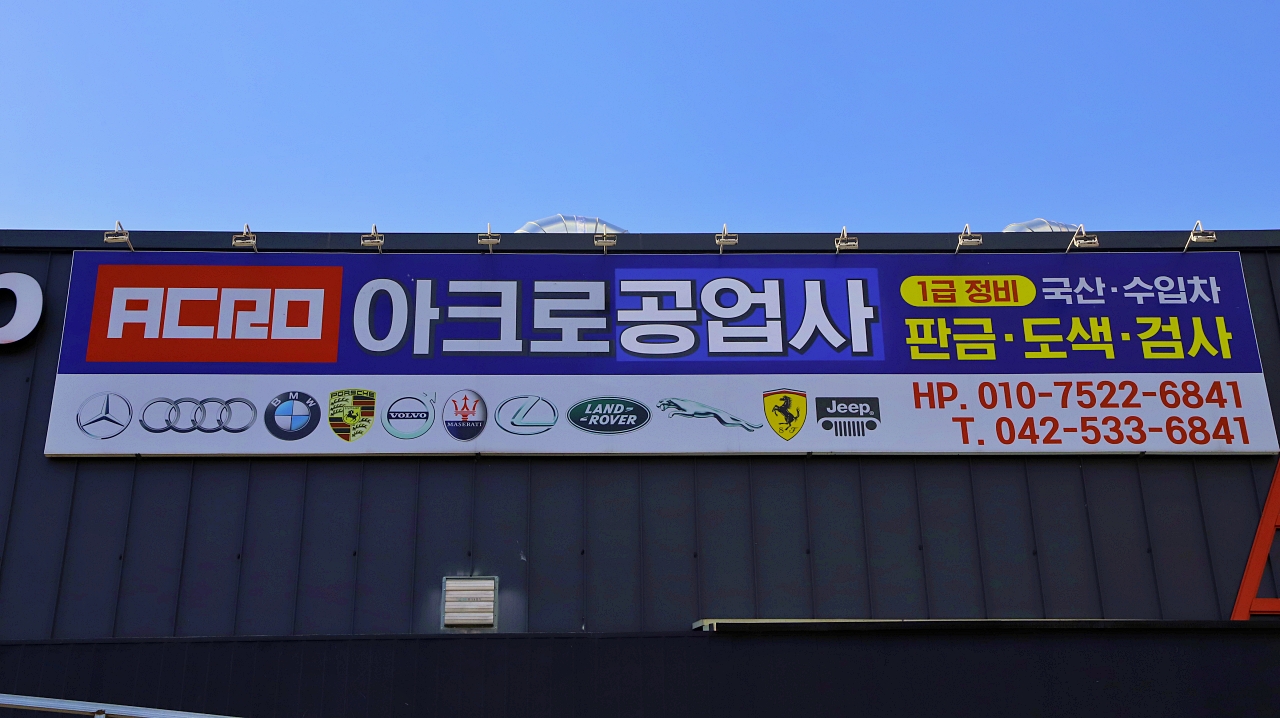 ACRO 아크로공업사
1급 정비 국산·수입차
판금·도색·검사
BMW PORSCHE VOLVO MASERATI LAND-ROVER SF Jeep
HP. 010-7522-6841
T. 042-533-6841